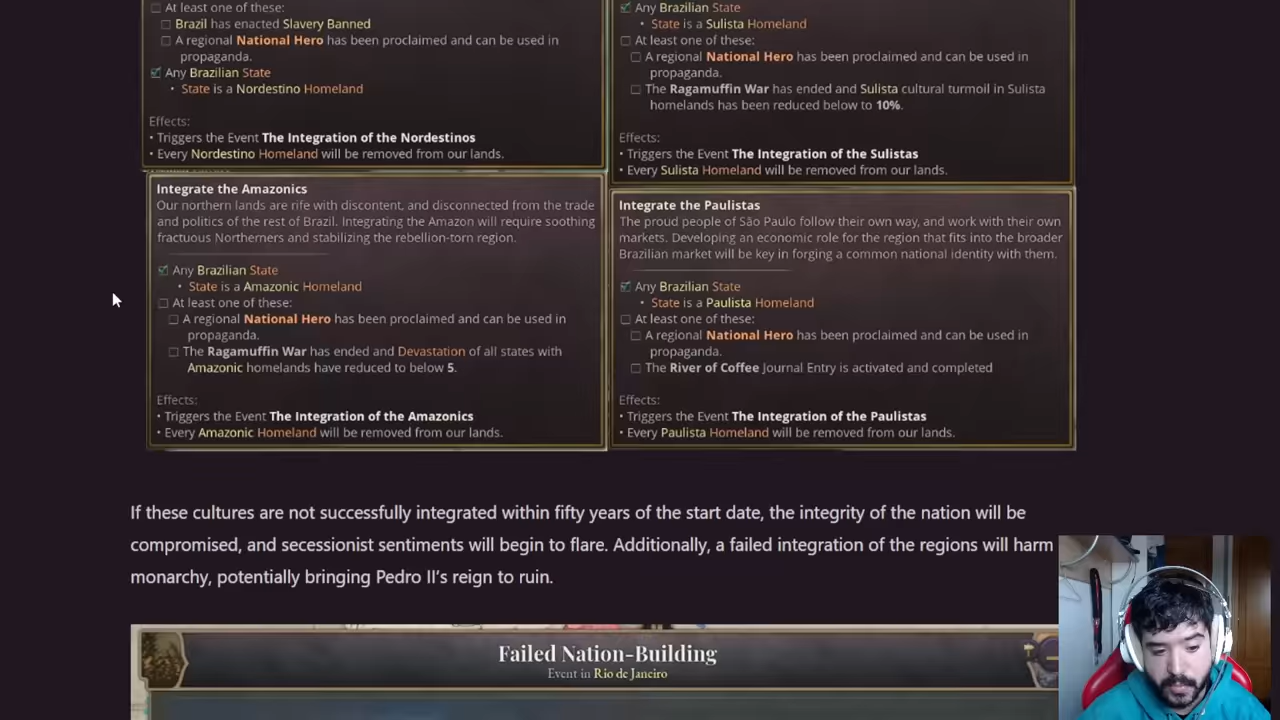 At least one of these:
Brazil has enacted Slavery Banned
A regional National Hero has been proclaimed and can be used in
propaganda.
Any Brazilian State
• State is a Nordestino Homeland
Effects:
• Triggers the Event The Integration of the Nordestinos
• Every Nordestino Homeland will be removed from our lands.
Any Brazilian State
• State is a Sulista Homeland
At least one of these:
A regional National Hero has been proclaimed and can be used in
propaganda.
The Ragamuffin War has ended and Sulista cultural turmoil in Sulista
homelands has been reduced below to 10%.
Effects:
• Triggers the Event The Integration of the Sulistas
• Every Sulista Homeland will be removed from our lands.
Integrate the Amazonics
Our northern lands are rife with discontent, and disconnected from the trade
and politics of the rest of Brazil. Integrating the Amazon will require soothing
fractuous Northerners and stabilizing the rebellion-torn region.
Any Brazilian State
• State is a Amazonic Homeland
At least one of these:
A regional National Hero has been proclaimed and can be used in
propaganda.
The Ragamuffin War has ended and Devastation of all states with
Amazonic homelands have reduced to below 5.
Effects:
• Triggers the Event The Integration of the Amazonics
• Every Amazonic Homeland will be removed from our lands.
Integrate the Paulistas
The proud people of São Paulo follow their own way, and work with their own
markets. Developing an economic role for the region that fits into the broader
Brazilian market will be key in forging a common national identity with them.
Any Brazilian State
• State is a Paulista Homeland
At least one of these:
A regional National Hero has been proclaimed and can be used in
propaganda.
The River of Coffee Journal Entry is activated and completed
Effects:
• Triggers the Event The Integration of the Paulistas
• Every Paulista Homeland will be removed from our lands.
If these cultures are not successfully integrated within fifty years of the start date, the integrity of the nation will be
compromised, and secessionist sentiments will begin to flare. Additionally, a failed integration of the regions will harm
monarchy, potentially bringing Pedro II's reign to ruin.
Failed Nation-Building
Event in Rio de Janeiro